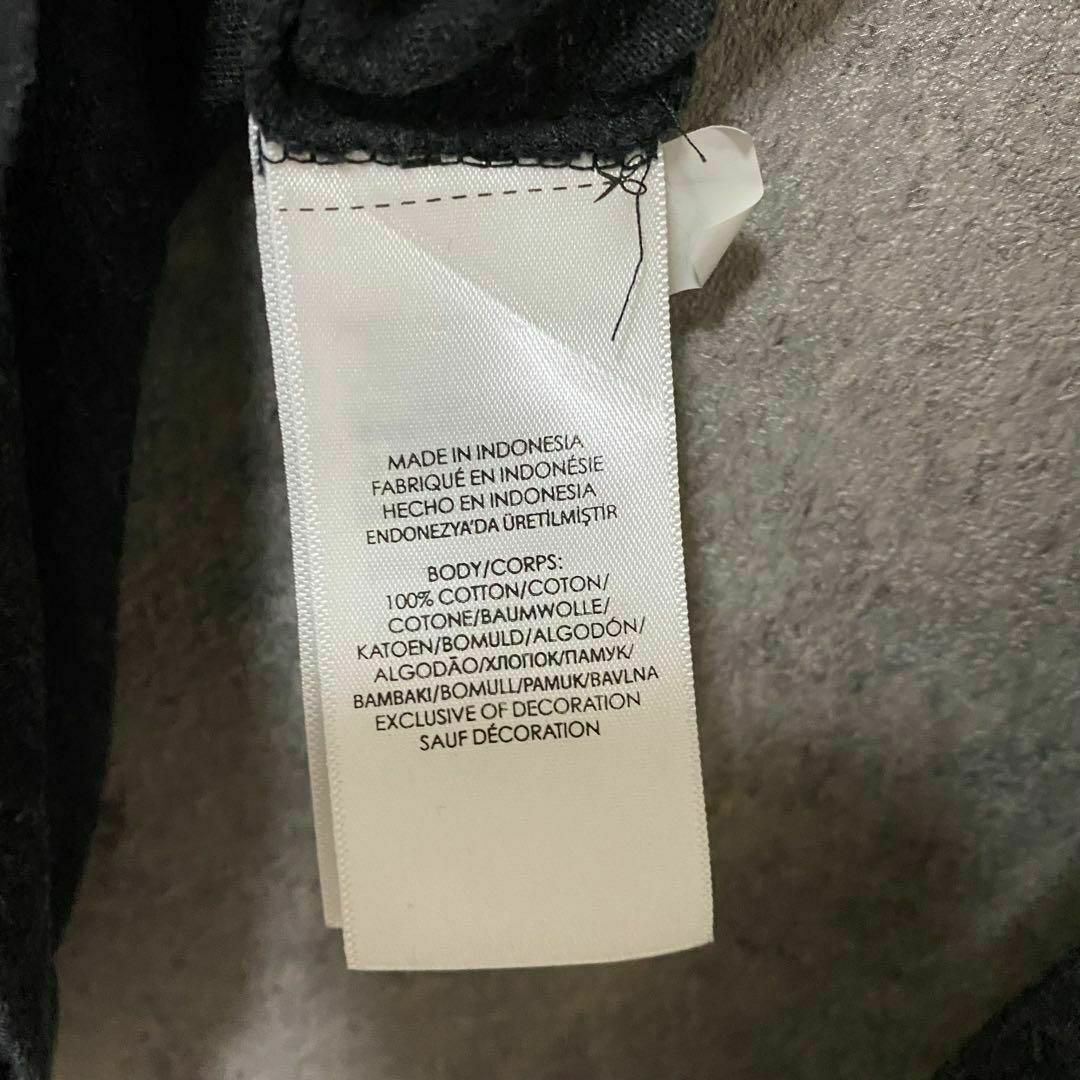 MADE IN INDONESIA
FABRIQUÉ EN INDONÉSIE
HECHO EN INDONESIA
ENDONEZYA'DA ÜRETİLMİŞTİR
BODY/CORPS:
100% COTTON/COTON/
COTONE/BAUMWOLLE/
KATOEN/BOMULD/ALGODÓN/
ALGODÃO/ХЛОПОК/ПАМУК/
BAMBAKI/BOMULL/PAMUK/BAVLNA
EXCLUSIVE OF DECORATION
SAUF DÉCORATION